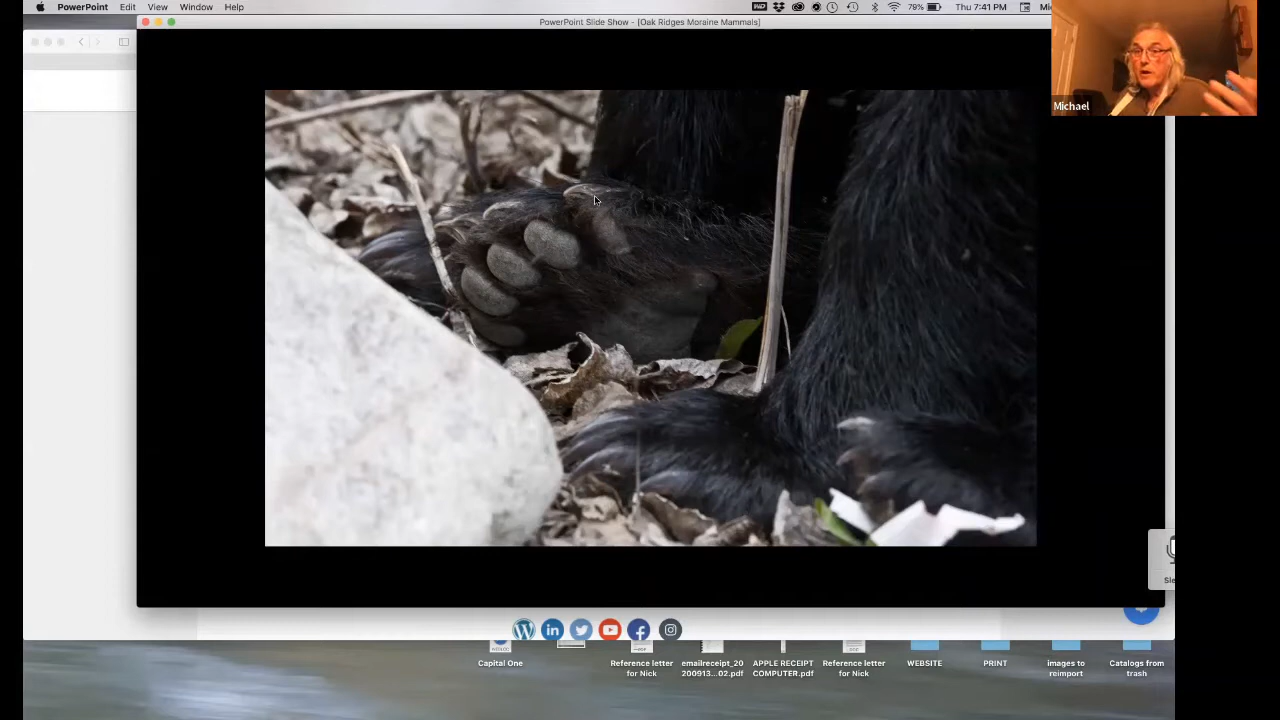 PowerPoint Edit View Window Help
79% Thu 7:41 PM
PowerPoint Slide Show - [Oak Ridges Moraine Mammals]
Michael
Capital One
Reference letter
for Nick
emailreceipt_20
200913...02.pdf
APPLE RECEIPT
COMPUTER.pdf
Reference letter
for Nick
WEBSITE
PRINT
images to
reimport
Catalogs from
trash